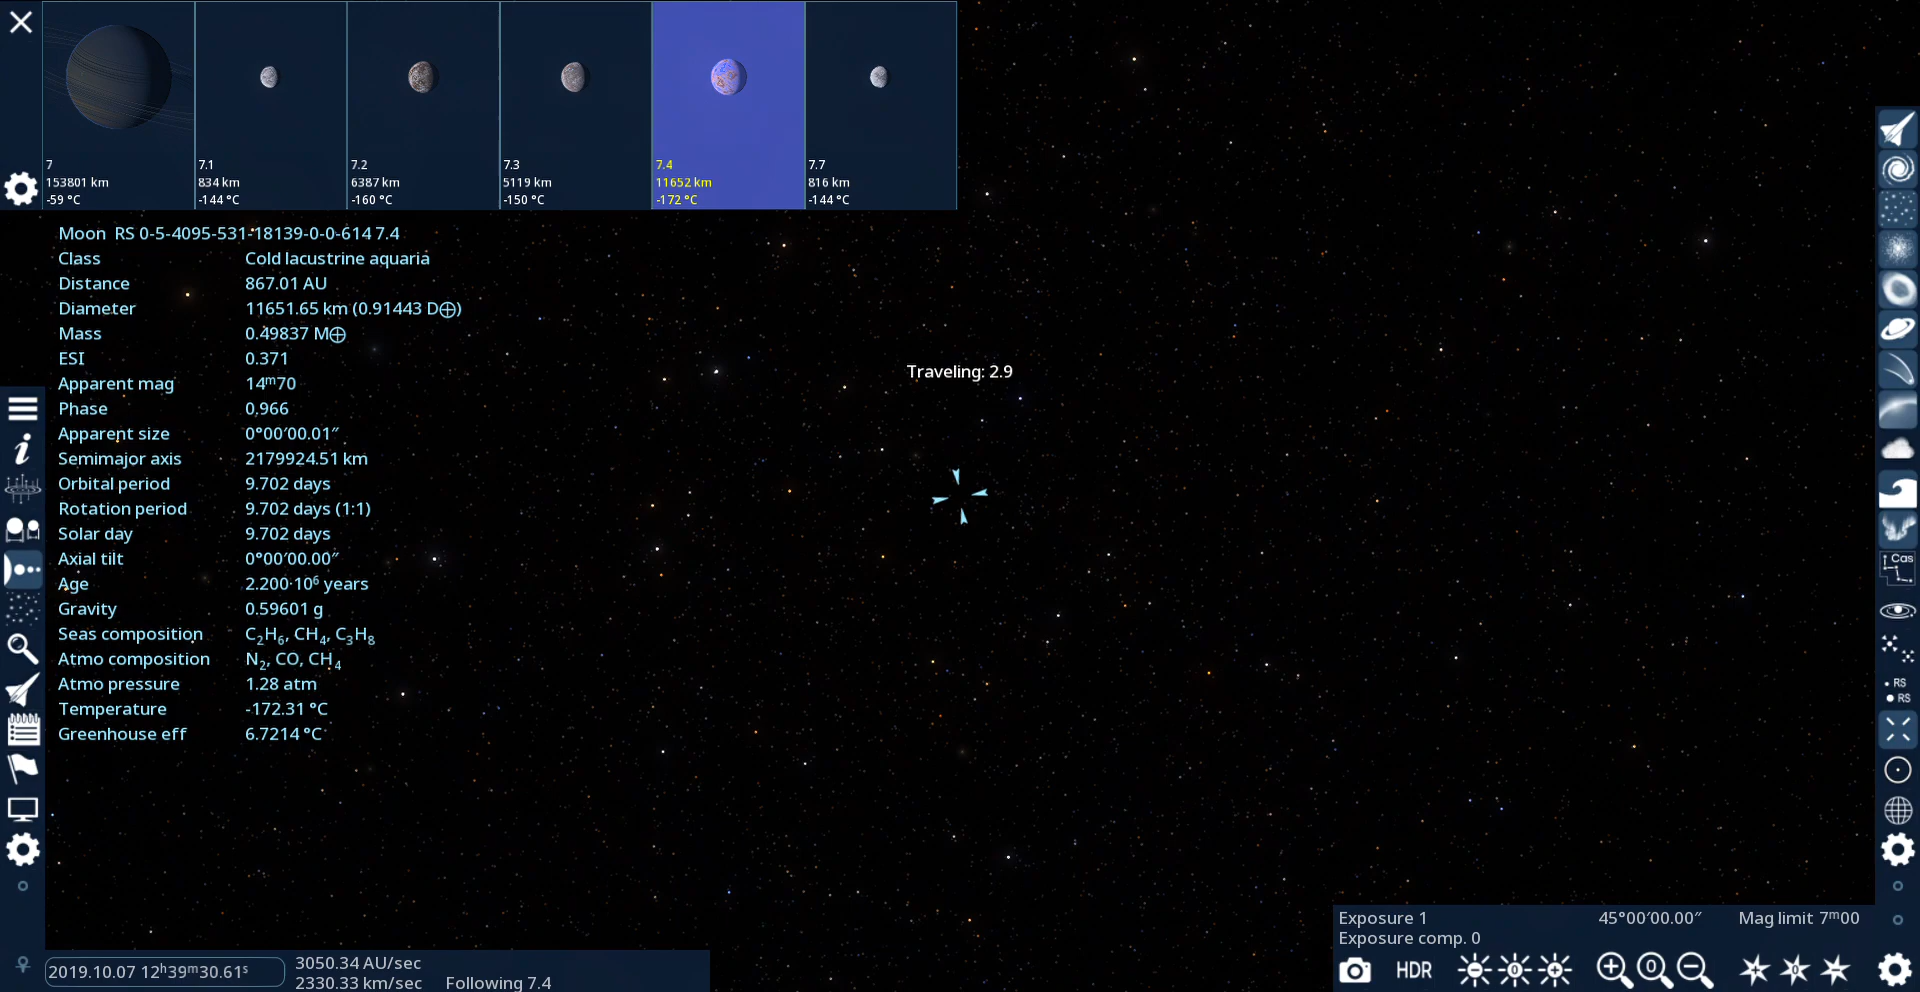 7
153801 km
-59 °C
7.1
834 km
-144 °C
7.2
6387 km
-160 °C
7.3
5119 km
-150 °C
7.4
11652 km
-172 °C
7.7
816 km
-144 °C
Moon RS 0-5-4095-531-18139-0-0-614 7.4
Class Cold lacustrine aquaria
Distance 867.01 AU
Diameter 11651.65 km (0.91443 D⊕)
Mass 0.49837 M⊕
ESI 0.371
Apparent mag 14ᵐ70
Phase 0.966
Apparent size 0°00′00.01″
Semimajor axis 2179924.51 km
Orbital period 9.702 days
Rotation period 9.702 days (1:1)
Solar day 9.702 days
Axial tilt 0°00′00.00″
Age 2.200·10⁶ years
Gravity 0.59601 g
Seas composition C₂H₆, CH₄, C₃H₈
Atmo composition N₂, CO, CH₄
Atmo pressure 1.28 atm
Temperature -172.31 °C
Greenhouse eff 6.7214 °C
Traveling: 2.9
Cas
RS
RS
2019.10.07 12ʰ39ᵐ30.61ˢ
3050.34 AU/sec
2330.33 km/sec Following 7.4
Exposure 1 45°00′00.00″ Mag limit 7ᵐ00
Exposure comp. 0
HDR 0 0